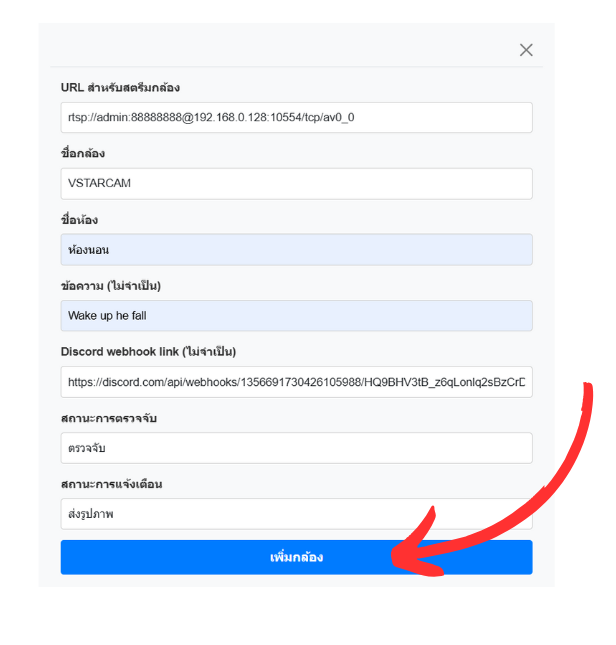 URL สำหรับสตรีมกล้อง
rtsp://admin:88888888@192.168.0.128:10554/tcp/av0_0
ชื่อกล้อง
VSTARCAM
ชื่อห้อง
ห้องนอน
ข้อความ (ไม่จำเป็น)
Wake up he fall
Discord webhook link (ไม่จำเป็น)
https://discord.com/api/webhooks/1356691730426105988/HQ9BHV3tB_z6qLonlq2sBzCrD
สถานะการตรวจจับ
ตรวจจับ
สถานะการแจ้งเตือน
ส่งรูปภาพ
เพิ่มกล้อง